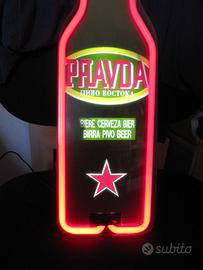 PRAVDA
ПИВО ВОСТОКА
BIERE CERVEZA BIER
BIRRA PIVO BEER
subito